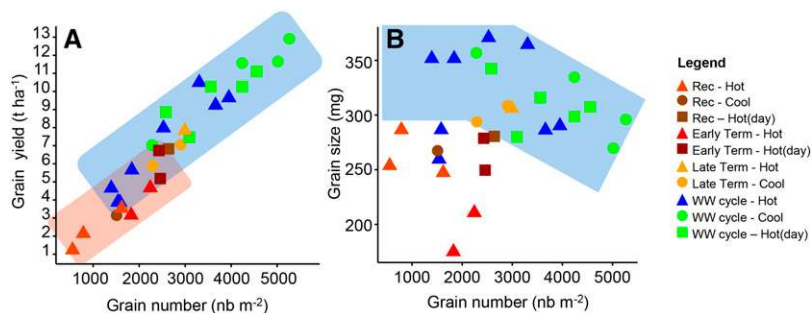 A
Grain yield (t ha⁻¹)
13
12
11
10
9
8
7
6
5
4
3
2
1
1000 2000 3000 4000 5000
Grain number (nb m⁻²)
B
Grain size (mg)
350
300
250
200
1000 2000 3000 4000 5000
Grain number (nb m⁻²)
Legend
Rec - Hot
Rec - Cool
Rec – Hot(day)
Early Term - Hot
Early Term - Hot(day)
Late Term - Hot
Late Term - Cool
WW cycle - Hot
WW cycle - Cool
WW cycle – Hot(day)